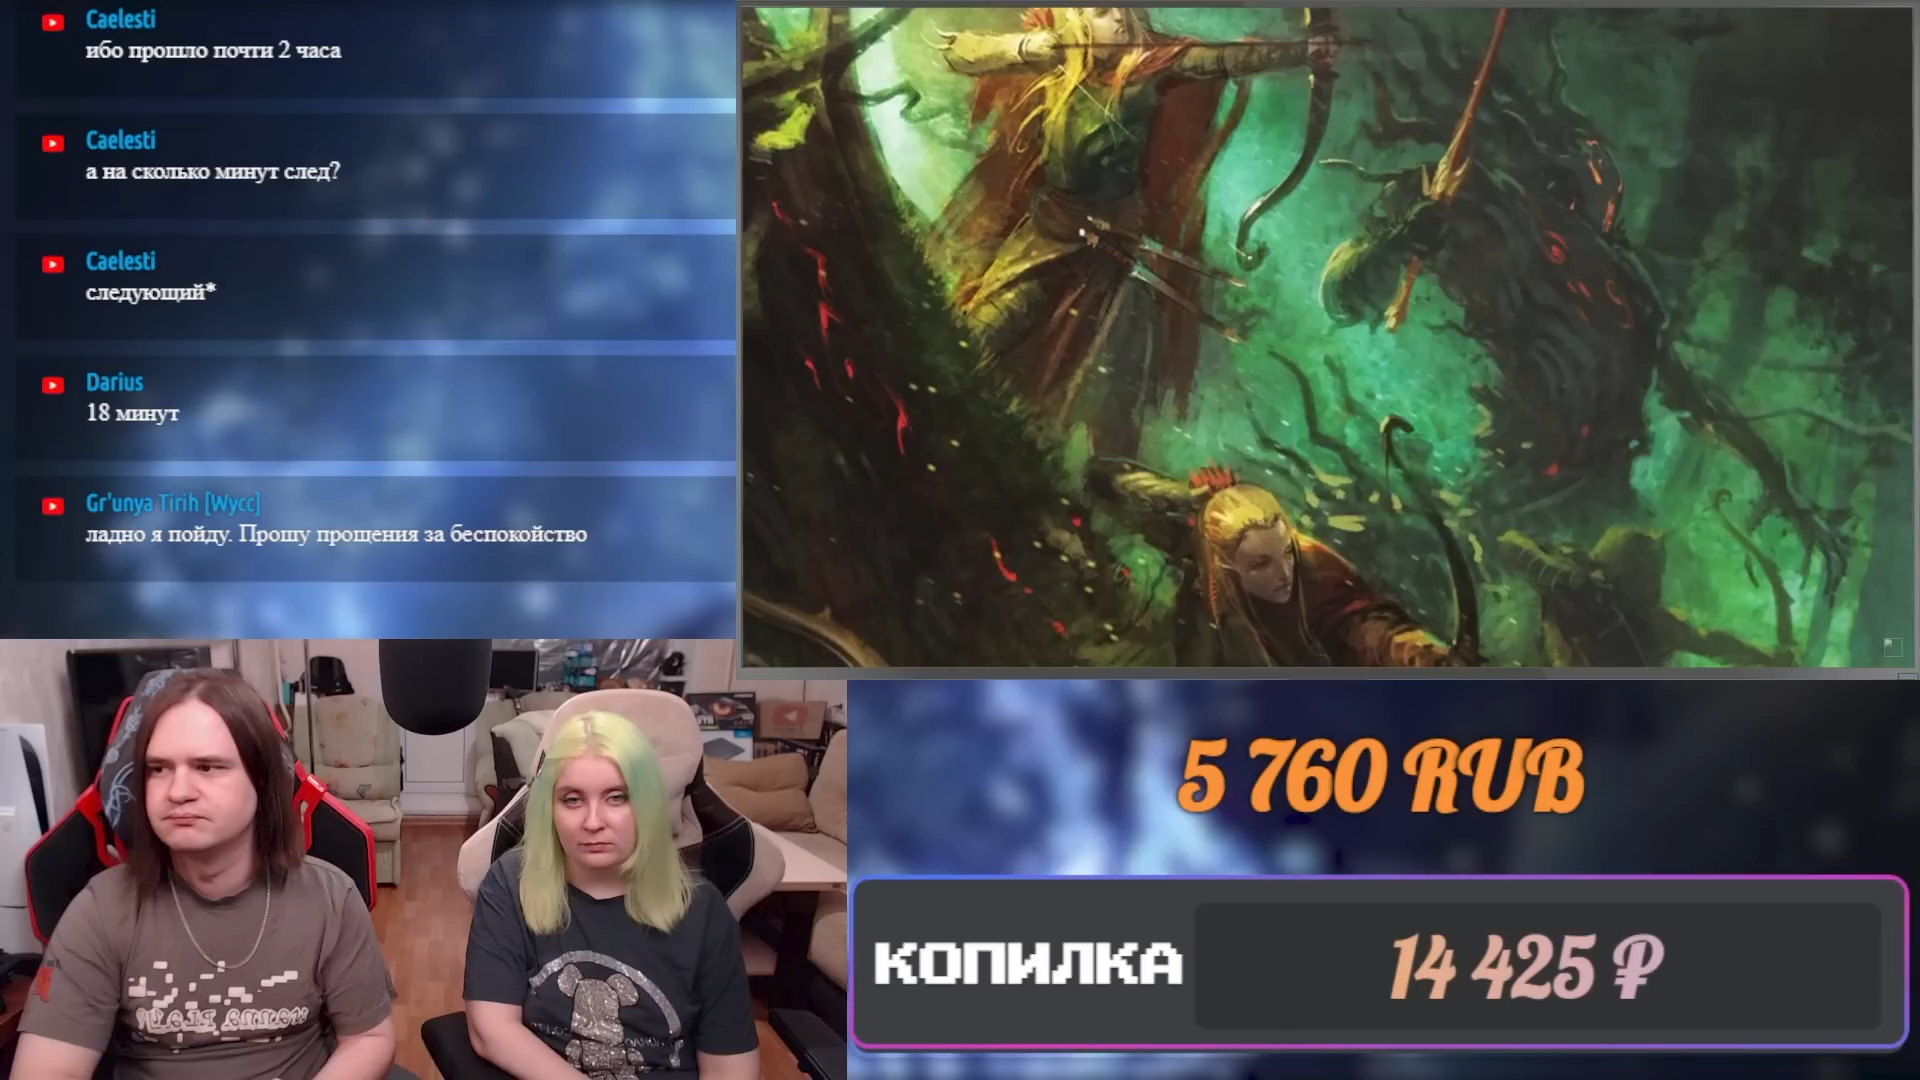 Caelesti
ибо прошло почти 2 часа
Caelesti
а на сколько минут след?
Caelesti
следующий*
Darius
18 минут
Gr'unya Tirih [Wycc]
ладно я пойду. Прошу прощения за беспокойство
5 760 RUB
КОПИЛКА
14 425 ₽